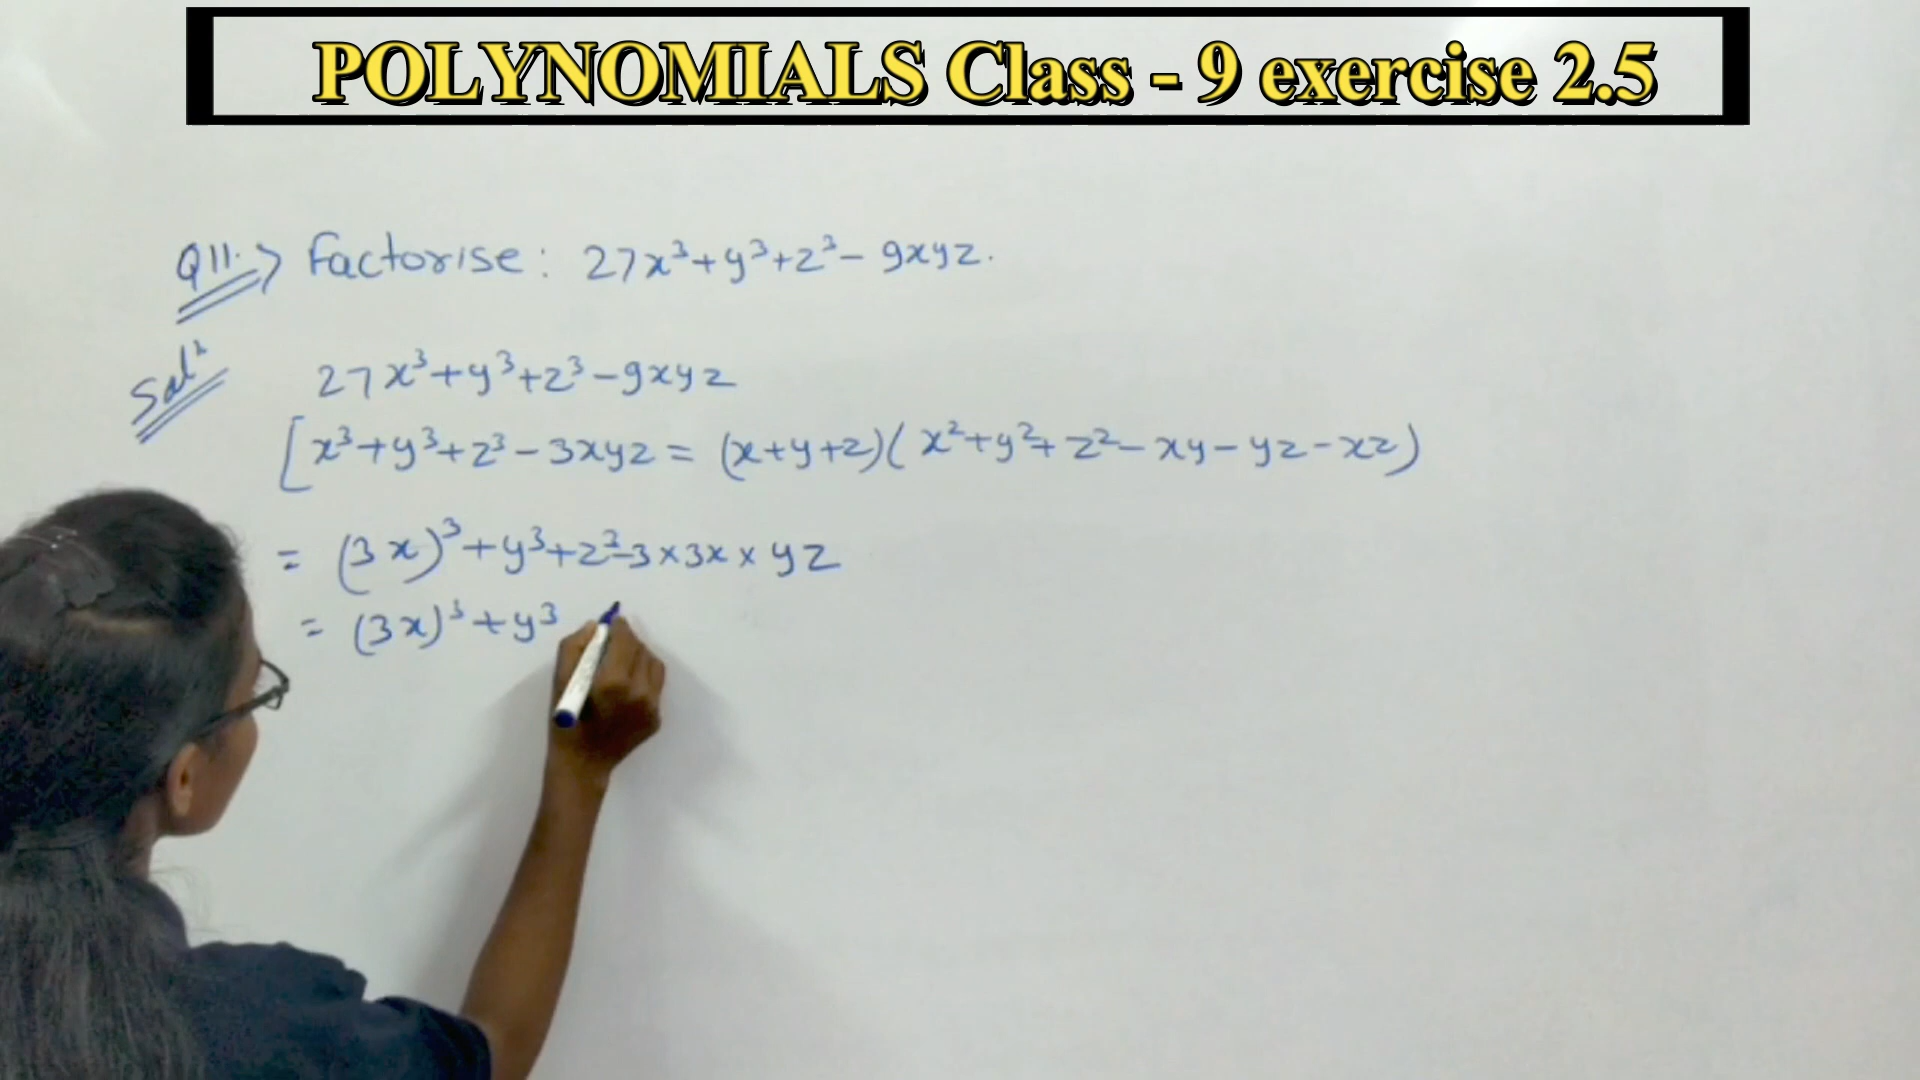 POLYNOMIALS Class - 9 exercise 2.5
Q11.> Factorise: 27x³+y³+z³- 9xyz.
Solⁿ 27x³+y³+z³-9xyz
[x³+y³+z³-3xyz = (x+y+z)(x²+y²+z²-xy-yz-xz)
= (3x)³+y³+z³-3×3x×yz
= (3x)³+y³